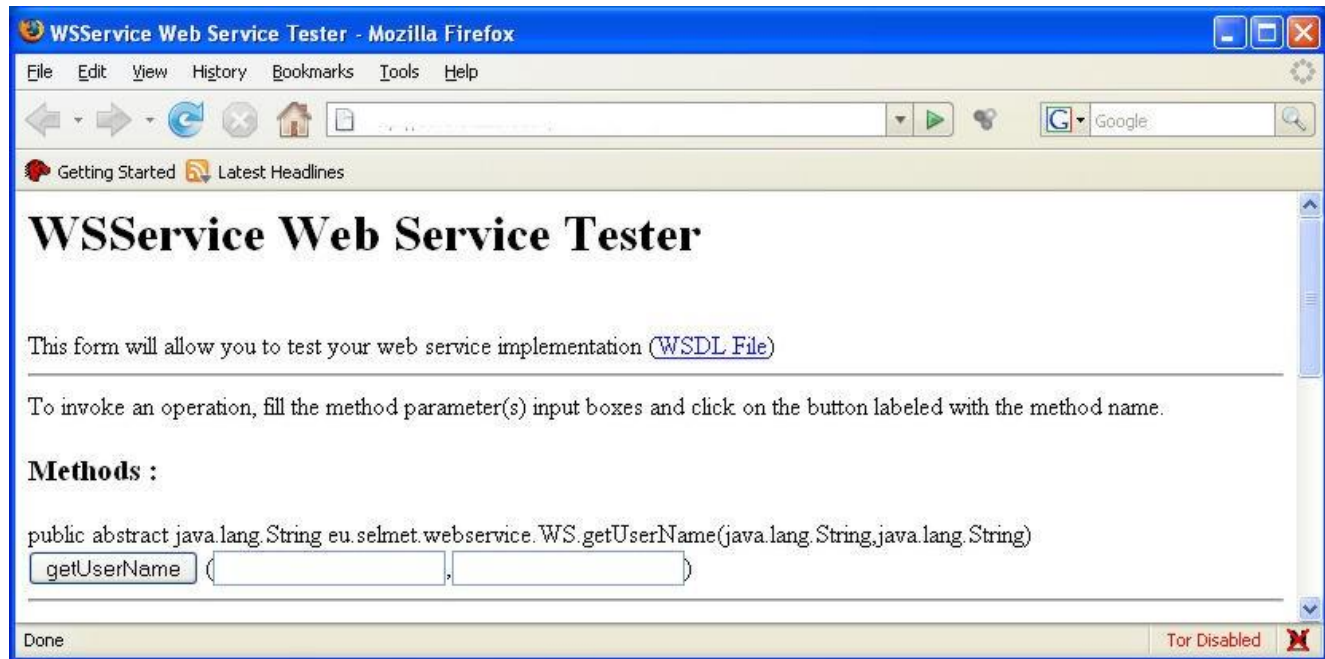 WSService Web Service Tester - Mozilla Firefox
File Edit View History Bookmarks Tools Help
G Google
Getting Started Latest Headlines
WSService Web Service Tester
This form will allow you to test your web service implementation (WSDL File)
To invoke an operation, fill the method parameter(s) input boxes and click on the button labeled with the method name.
Methods :
public abstract java.lang.String eu.selmet.webservice.WS.getUserName(java.lang.String,java.lang.String)
getUserName ( , )
Done Tor Disabled